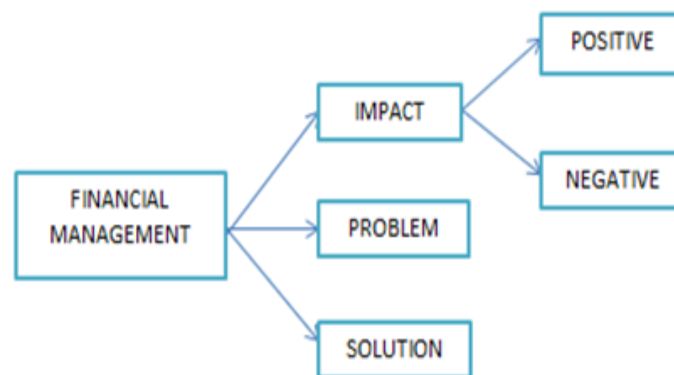 FINANCIAL
MANAGEMENT
IMPACT
PROBLEM
SOLUTION
POSITIVE
NEGATIVE